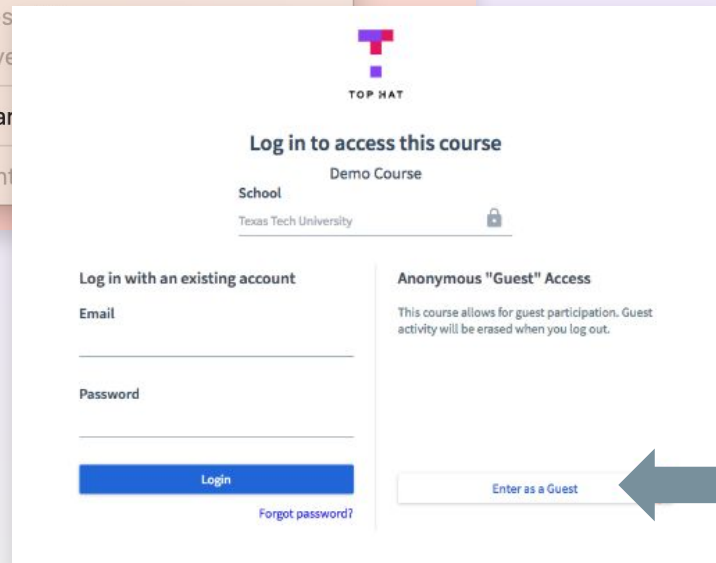 TOP HAT
Log in to access this course
Demo Course
School
Texas Tech University
Log in with an existing account
Email
Password
Login
Forgot password?
Anonymous "Guest" Access
This course allows for guest participation. Guest
activity will be erased when you log out.
Enter as a Guest